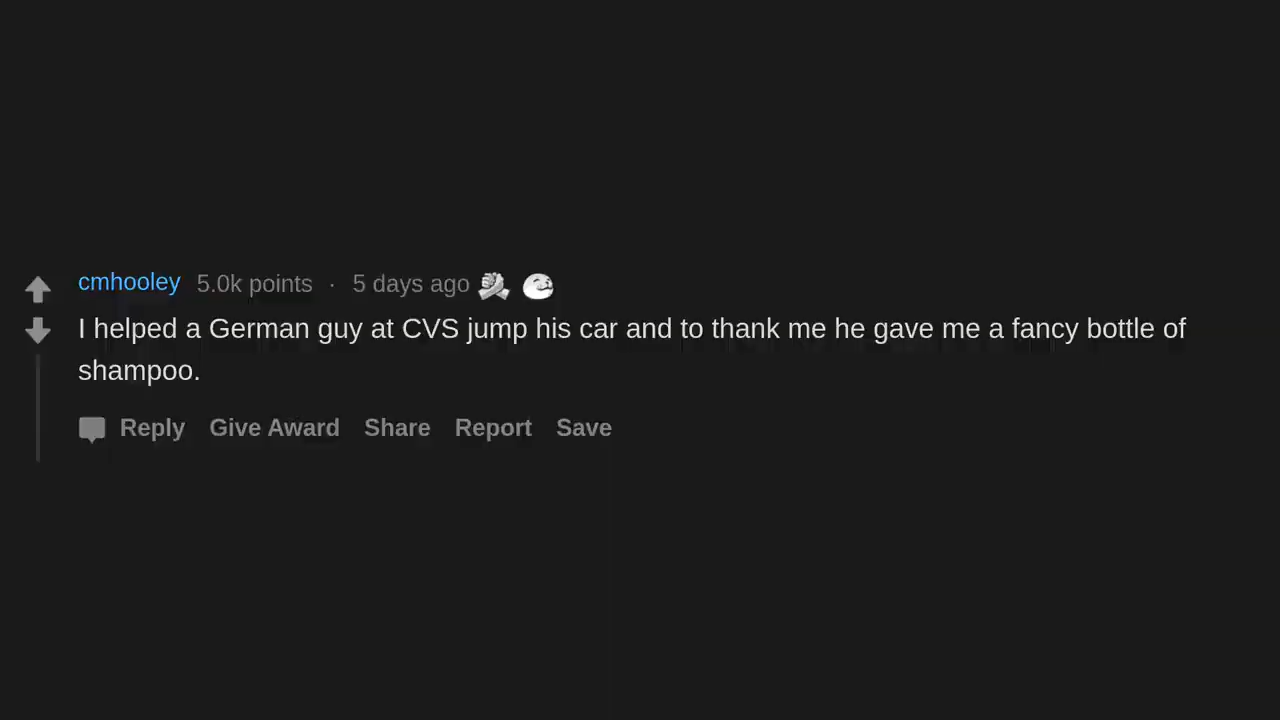 cmhooley 5.0k points · 5 days ago
I helped a German guy at CVS jump his car and to thank me he gave me a fancy bottle of
shampoo.
Reply Give Award Share Report Save